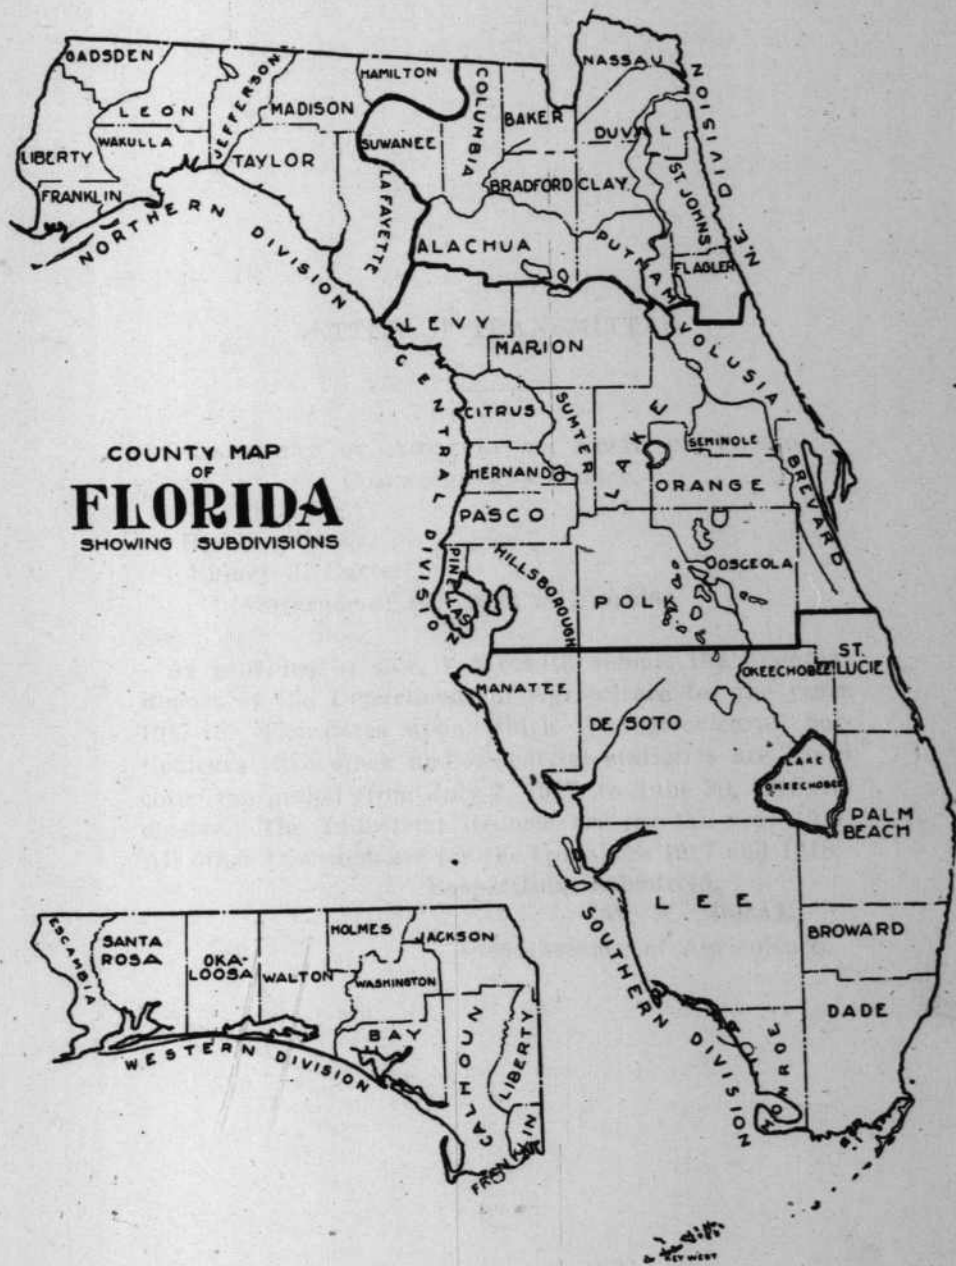 COUNTY MAP
OF
FLORIDA
SHOWING SUBDIVISIONS
GADSDEN
LEON
JEFFERSON
MADISON
HAMILTON
COLUMBIA
BAKER
NASSAU
DUVAL
LIBERTY
WAKULLA
TAYLOR
SUWANEE
LAFAYETTE
BRADFORD
CLAY
ST. JOHNS
FRANKLIN
ALACHUA
PUTNAM
FLAGLER
NORTHERN DIVISION
N.E. DIVISION
LEVY
MARION
VOLUSIA
CITRUS
SUMTER
LAKE
SEMINOLE
HERNANDO
ORANGE
BREVARD
PASCO
PINELLAS
HILLSBOROUGH
POLK
OSCEOLA
CENTRAL DIVISION
MANATTEE
DE SOTO
OKEECHOBEE
ST.
LUCIE
LAKE
OKEECHOBEE
PALM
BEACH
LEE
BROWARD
DADE
MONROE
SOUTHERN DIVISION
KEY WEST
ESCAMBIA
SANTA
ROSA
OKA-
LOOSA
WALTON
HOLMES
JACKSON
WASHINGTON
BAY
CALHOUN
LIBERTY
FRANKLIN
WESTERN DIVISION